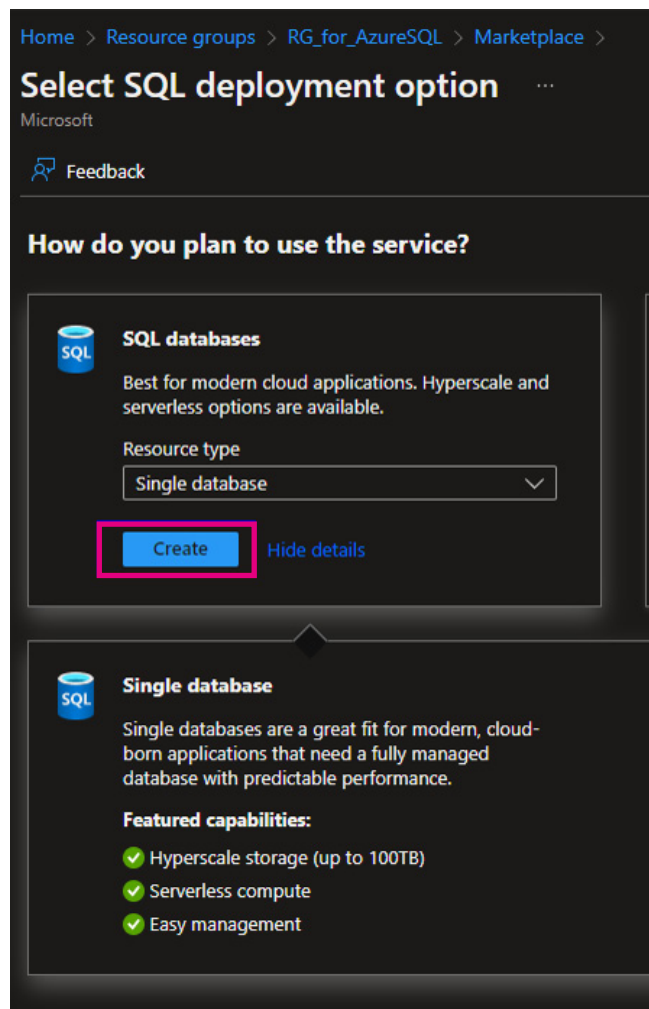 Home > Resource groups > RG_for_AzureSQL > Marketplace >
Select SQL deployment option ...
Microsoft
Feedback
How do you plan to use the service?
SQL
SQL databases
Best for modern cloud applications. Hyperscale and
serverless options are available.
Resource type
Single database
Create
Hide details
SQL
Single database
Single databases are a great fit for modern, cloud-
born applications that need a fully managed
database with predictable performance.
Featured capabilities:
Hyperscale storage (up to 100TB)
Serverless compute
Easy management